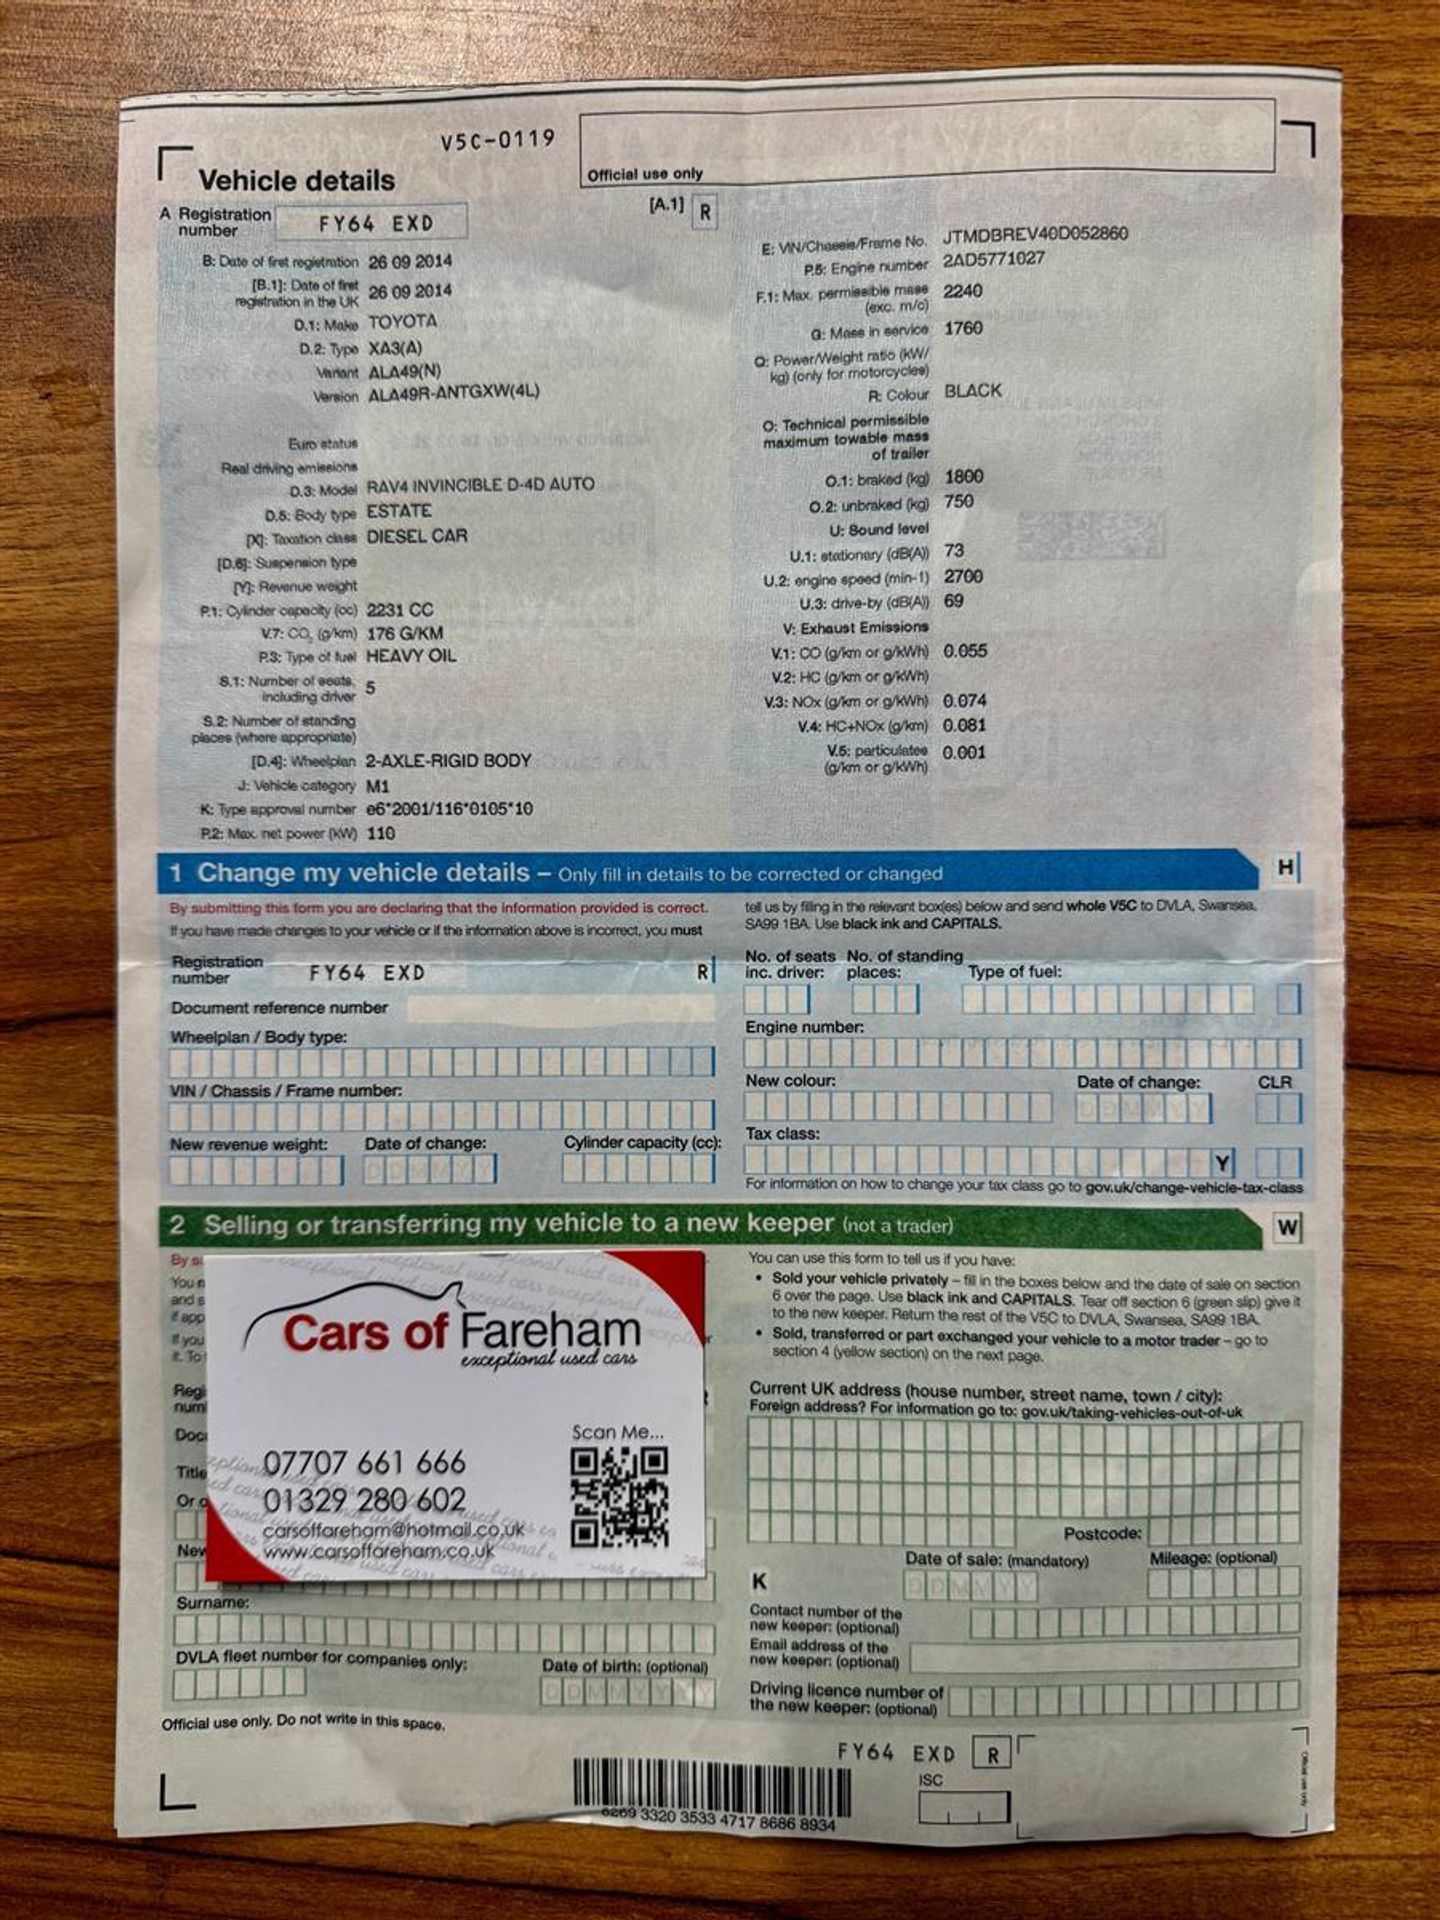 V5C-0119
Official use only
Vehicle details
A Registration number FY64 EXD
[A.1] R
B: Date of first registration 26 09 2014
[B.1]: Date of first registration in the UK 26 09 2014
D.1: Make TOYOTA
D.2: Type XA3(A)
Variant ALA49(N)
Version ALA49R-ANTGXW(4L)
Euro status
Real driving emissions
D.3: Model RAV4 INVINCIBLE D-4D AUTO
D.5: Body type ESTATE
[X]: Taxation class DIESEL CAR
[D.6]: Suspension type
[Y]: Revenue weight
P.1: Cylinder capacity (cc) 2231 CC
V.7: CO₂ (g/km) 176 G/KM
P.3: Type of fuel HEAVY OIL
S.1: Number of seats, including driver 5
S.2: Number of standing places (where appropriate)
[D.4]: Wheelplan 2-AXLE-RIGID BODY
J: Vehicle category M1
K: Type approval number e6*2001/116*0105*10
P.2: Max. net power (kW) 110
E: VIN/Chassis/Frame No. JTMDBREV40D052860
P.5: Engine number 2AD5771027
F.1: Max. permissible mass (exc. m/c) 2240
G: Mass in service 1760
Q: Power/Weight ratio (kW/kg) (only for motorcycles)
R: Colour BLACK
O: Technical permissible maximum towable mass of trailer
O.1: braked (kg) 1800
O.2: unbraked (kg) 750
U: Sound level
U.1: stationary (dB(A)) 73
U.2: engine speed (min-1) 2700
U.3: drive-by (dB(A)) 69
V: Exhaust Emissions
V.1: CO (g/km or g/kWh) 0.055
V.2: HC (g/km or g/kWh)
V.3: NOx (g/km or g/kWh) 0.074
V.4: HC+NOx (g/km) 0.081
V.5: particulates (g/km or g/kWh) 0.001
1 Change my vehicle details – Only fill in details to be corrected or changed
H
By submitting this form you are declaring that the information provided is correct.
If you have made changes to your vehicle or if the information above is incorrect, you must
tell us by filling in the relevant box(es) below and send whole V5C to DVLA, Swansea,
SA99 1BA. Use black ink and CAPITALS.
Registration number FY64 EXD R
Document reference number
Wheelplan / Body type:
VIN / Chassis / Frame number:
New revenue weight: Date of change: Cylinder capacity (cc):
DDMMYY
No. of seats inc. driver: No. of standing places: Type of fuel:
Engine number:
New colour: Date of change: CLR
DDMMYY
Tax class:
Y
For information on how to change your tax class go to gov.uk/change-vehicle-tax-class
2 Selling or transferring my vehicle to a new keeper (not a trader)
W
By su
You n
and s
if app
If you
it. To
Regi
num
Docu
Title
Or o
New
Cars of Fareham
exceptional used cars
Scan Me...
07707 661 666
01329 280 602
carsoffareham@hotmail.co.uk
www.carsoffareham.co.uk
Surname:
DVLA fleet number for companies only: Date of birth: (optional)
DDMMYYYY
You can use this form to tell us if you have:
• Sold your vehicle privately – fill in the boxes below and the date of sale on section
6 over the page. Use black ink and CAPITALS. Tear off section 6 (green slip) give it
to the new keeper. Return the rest of the V5C to DVLA, Swansea, SA99 1BA.
• Sold, transferred or part exchanged your vehicle to a motor trader – go to
section 4 (yellow section) on the next page.
Current UK address (house number, street name, town / city):
Foreign address? For information go to: gov.uk/taking-vehicles-out-of-uk
Postcode:
Date of sale: (mandatory) Mileage: (optional)
K DDMMYY
Contact number of the new keeper: (optional)
Email address of the new keeper: (optional)
Driving licence number of the new keeper: (optional)
Official use only. Do not write in this space.
FY64 EXD R
ISC
Official use only
6269 3320 3533 4717 8686 8934